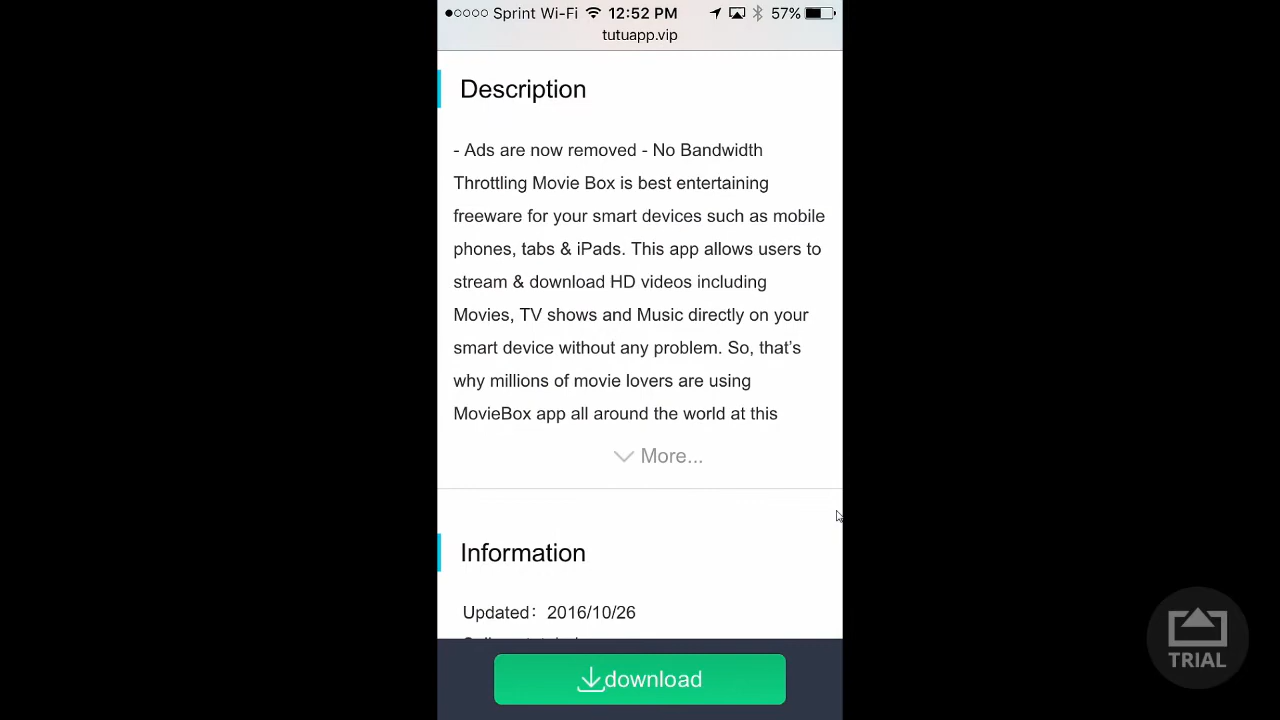 Sprint Wi-Fi 12:52 PM 57%
tutuapp.vip
Description
- Ads are now removed - No Bandwidth
Throttling Movie Box is best entertaining
freeware for your smart devices such as mobile
phones, tabs & iPads. This app allows users to
stream & download HD videos including
Movies, TV shows and Music directly on your
smart device without any problem. So, that's
why millions of movie lovers are using
MovieBox app all around the world at this
More...
Information
Updated： 2016/10/26
download
TRIAL